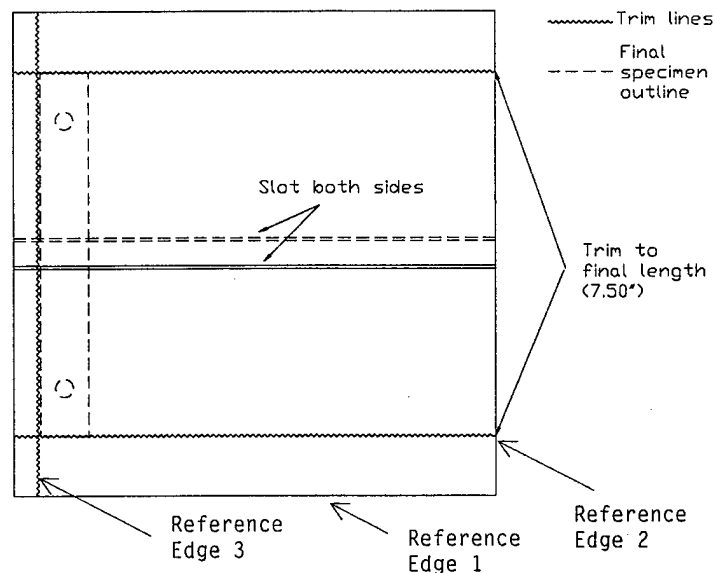 Trim lines
Final
specimen
outline
Slot both sides
Trim to
final length
(7.50")
Reference
Edge 3
Reference
Edge 1
Reference
Edge 2